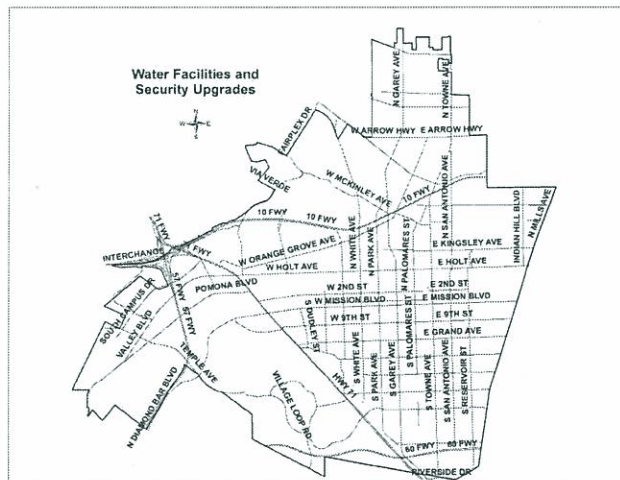 Water Facilities and
Security Upgrades
N
W E
S
N GAREY AVE
N TOWNE AVE
FAIRPLEX DR
W ARROW HWY
E ARROW HWY
VIA VERDE
W MCKINLEY AVE
10 FWY
71 FWY
10 FWY
10 FWY
N WHITE AVE
N PARK AVE
N PALOMARES ST
N SAN ANTONIO AVE
INDIAN HILL BLVD
N MILLS AVE
INTERCHANGE
FWY
W ORANGE GROVE AVE
E KINGSLEY AVE
W HOLT AVE
E HOLT AVE
57 FWY
57 FWY
POMONA BLVD
SOUTH CAMPUS DR
VALLEY BLVD
W 2ND ST
E 2ND ST
W MISSION BLVD
E MISSION BLVD
S DUDLEY ST
W 9TH ST
E 9TH ST
S PALOMARES ST
E GRAND AVE
TEMPLE AVE
N DIAMOND BAR BLVD
VILLAGE LOOP RD
HWY 71
S WHITE AVE
S PARK AVE
S GAREY AVE
S TOWNE AVE
S SAN ANTONIO AVE
S RESERVOIR ST
60 FWY
60 FWY
RIVERSIDE DR